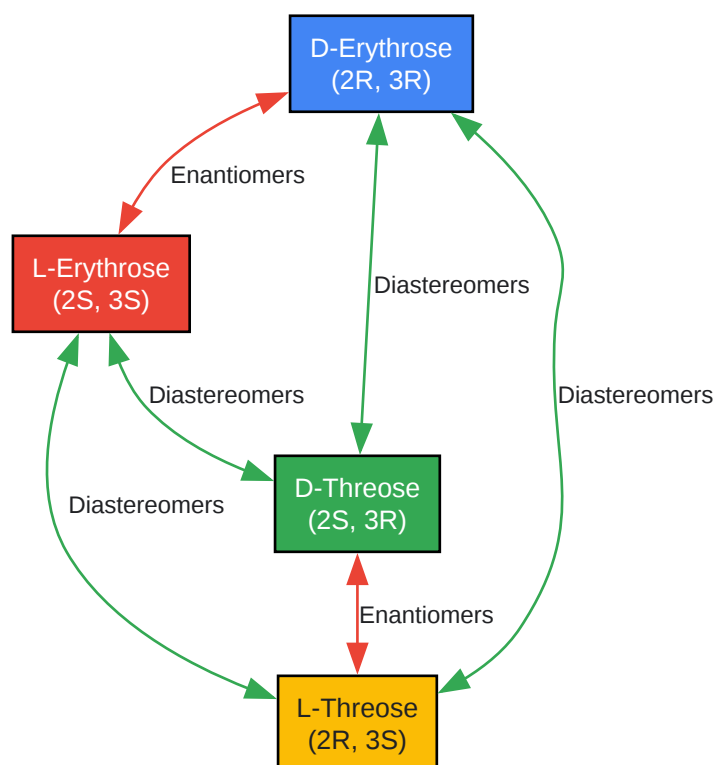 D-Erythrose
(2R, 3R)
Enantiomers
L-Erythrose
(2S, 3S)
Diastereomers
Diastereomers
Diastereomers
Diastereomers
D-Threose
(2S, 3R)
Enantiomers
L-Threose
(2R, 3S)